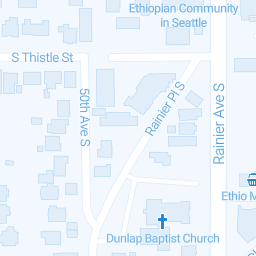 Ethiopian Community
in Seattle
S Thistle St
50th Ave S
Rainier Pl S
Rainier Ave S
Ethio M
Dunlap Baptist Church